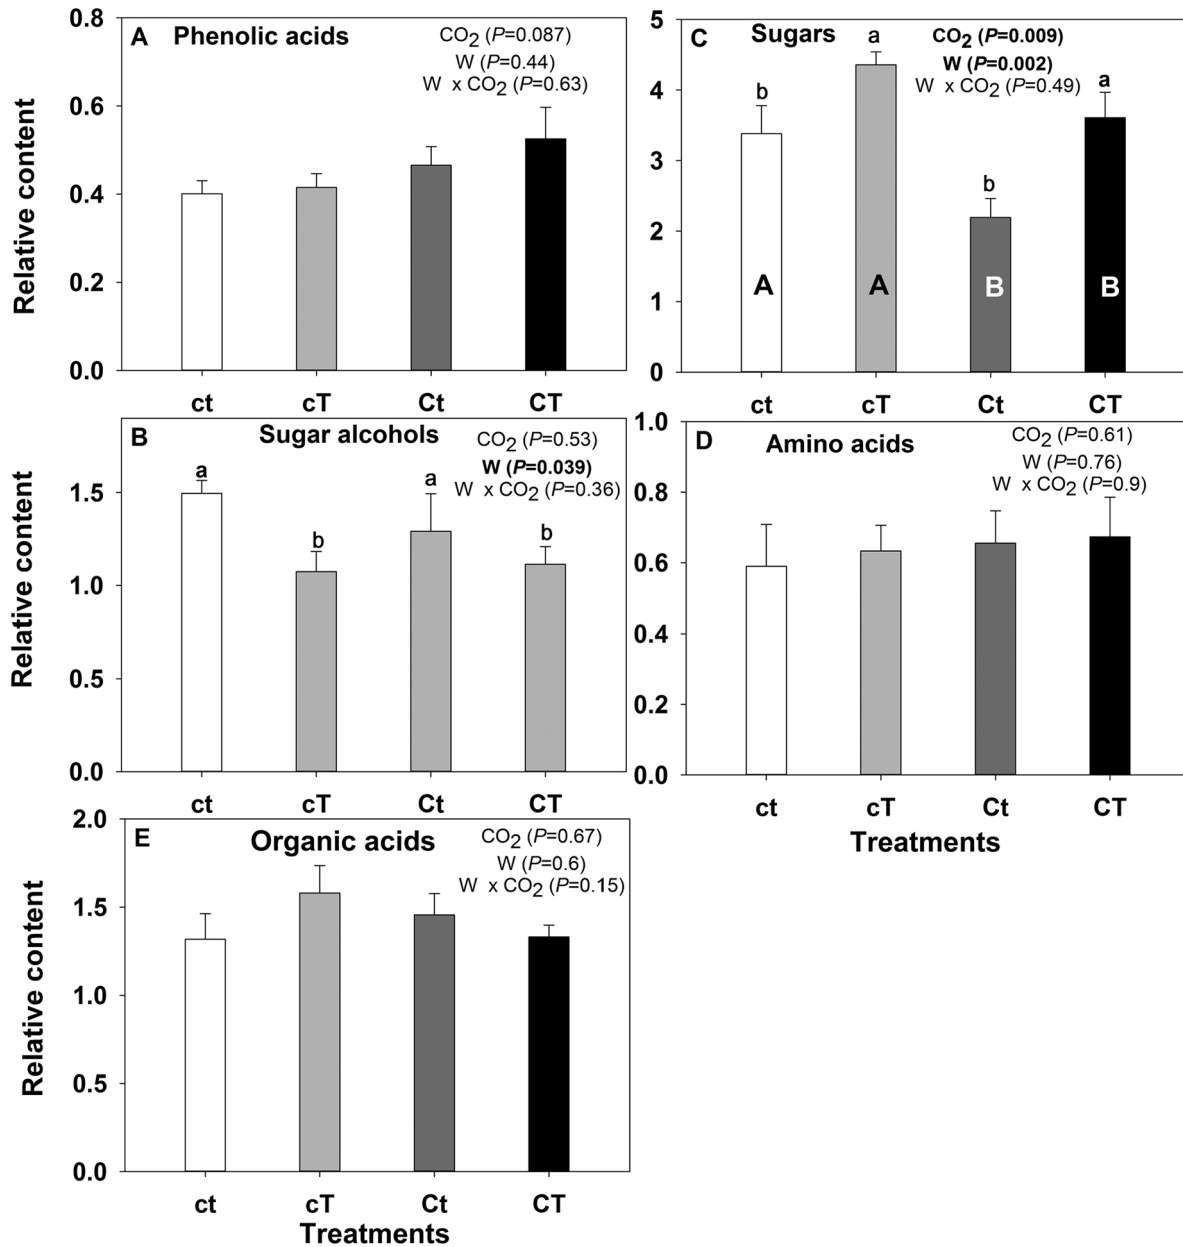 A Phenolic acids
CO2 (P=0.087)
W (P=0.44)
W x CO2 (P=0.63)
Relative content
0.8
0.6
0.4
0.2
0.0
ct cT Ct CT
C Sugars
CO2 (P=0.009)
W (P=0.002)
W x CO2 (P=0.49)
5
4
3
2
1
0
b a b a
A A B B
ct cT Ct CT
B Sugar alcohols
CO2 (P=0.53)
W (P=0.039)
W x CO2 (P=0.36)
Relative content
1.5
1.0
0.5
0.0
a b a b
ct cT Ct CT
D Amino acids
CO2 (P=0.61)
W (P=0.76)
W x CO2 (P=0.9)
1.0
0.8
0.6
0.4
0.2
0.0
ct cT Ct CT
Treatments
E Organic acids
CO2 (P=0.67)
W (P=0.6)
W x CO2 (P=0.15)
Relative content
2.0
1.5
1.0
0.5
0.0
ct cT Ct CT
Treatments